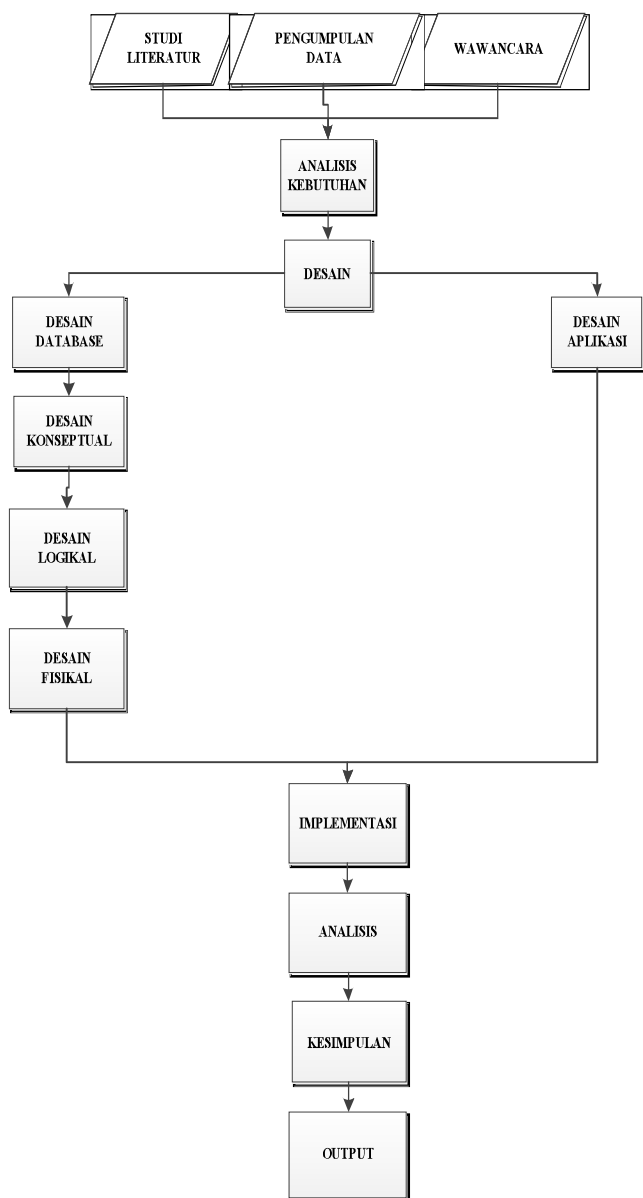 STUDI
LITERATUR
PENGUMPULAN
DATA
WAWANCARA
ANALISIS
KEBUTUHAN
DESAIN
DESAIN
DATABASE
DESAIN
APLIKASI
DESAIN
KONSEPTUAL
DESAIN
LOGIKAL
DESAIN
FISIKAL
IMPLEMENTASI
ANALISIS
KESIMPULAN
OUTPUT